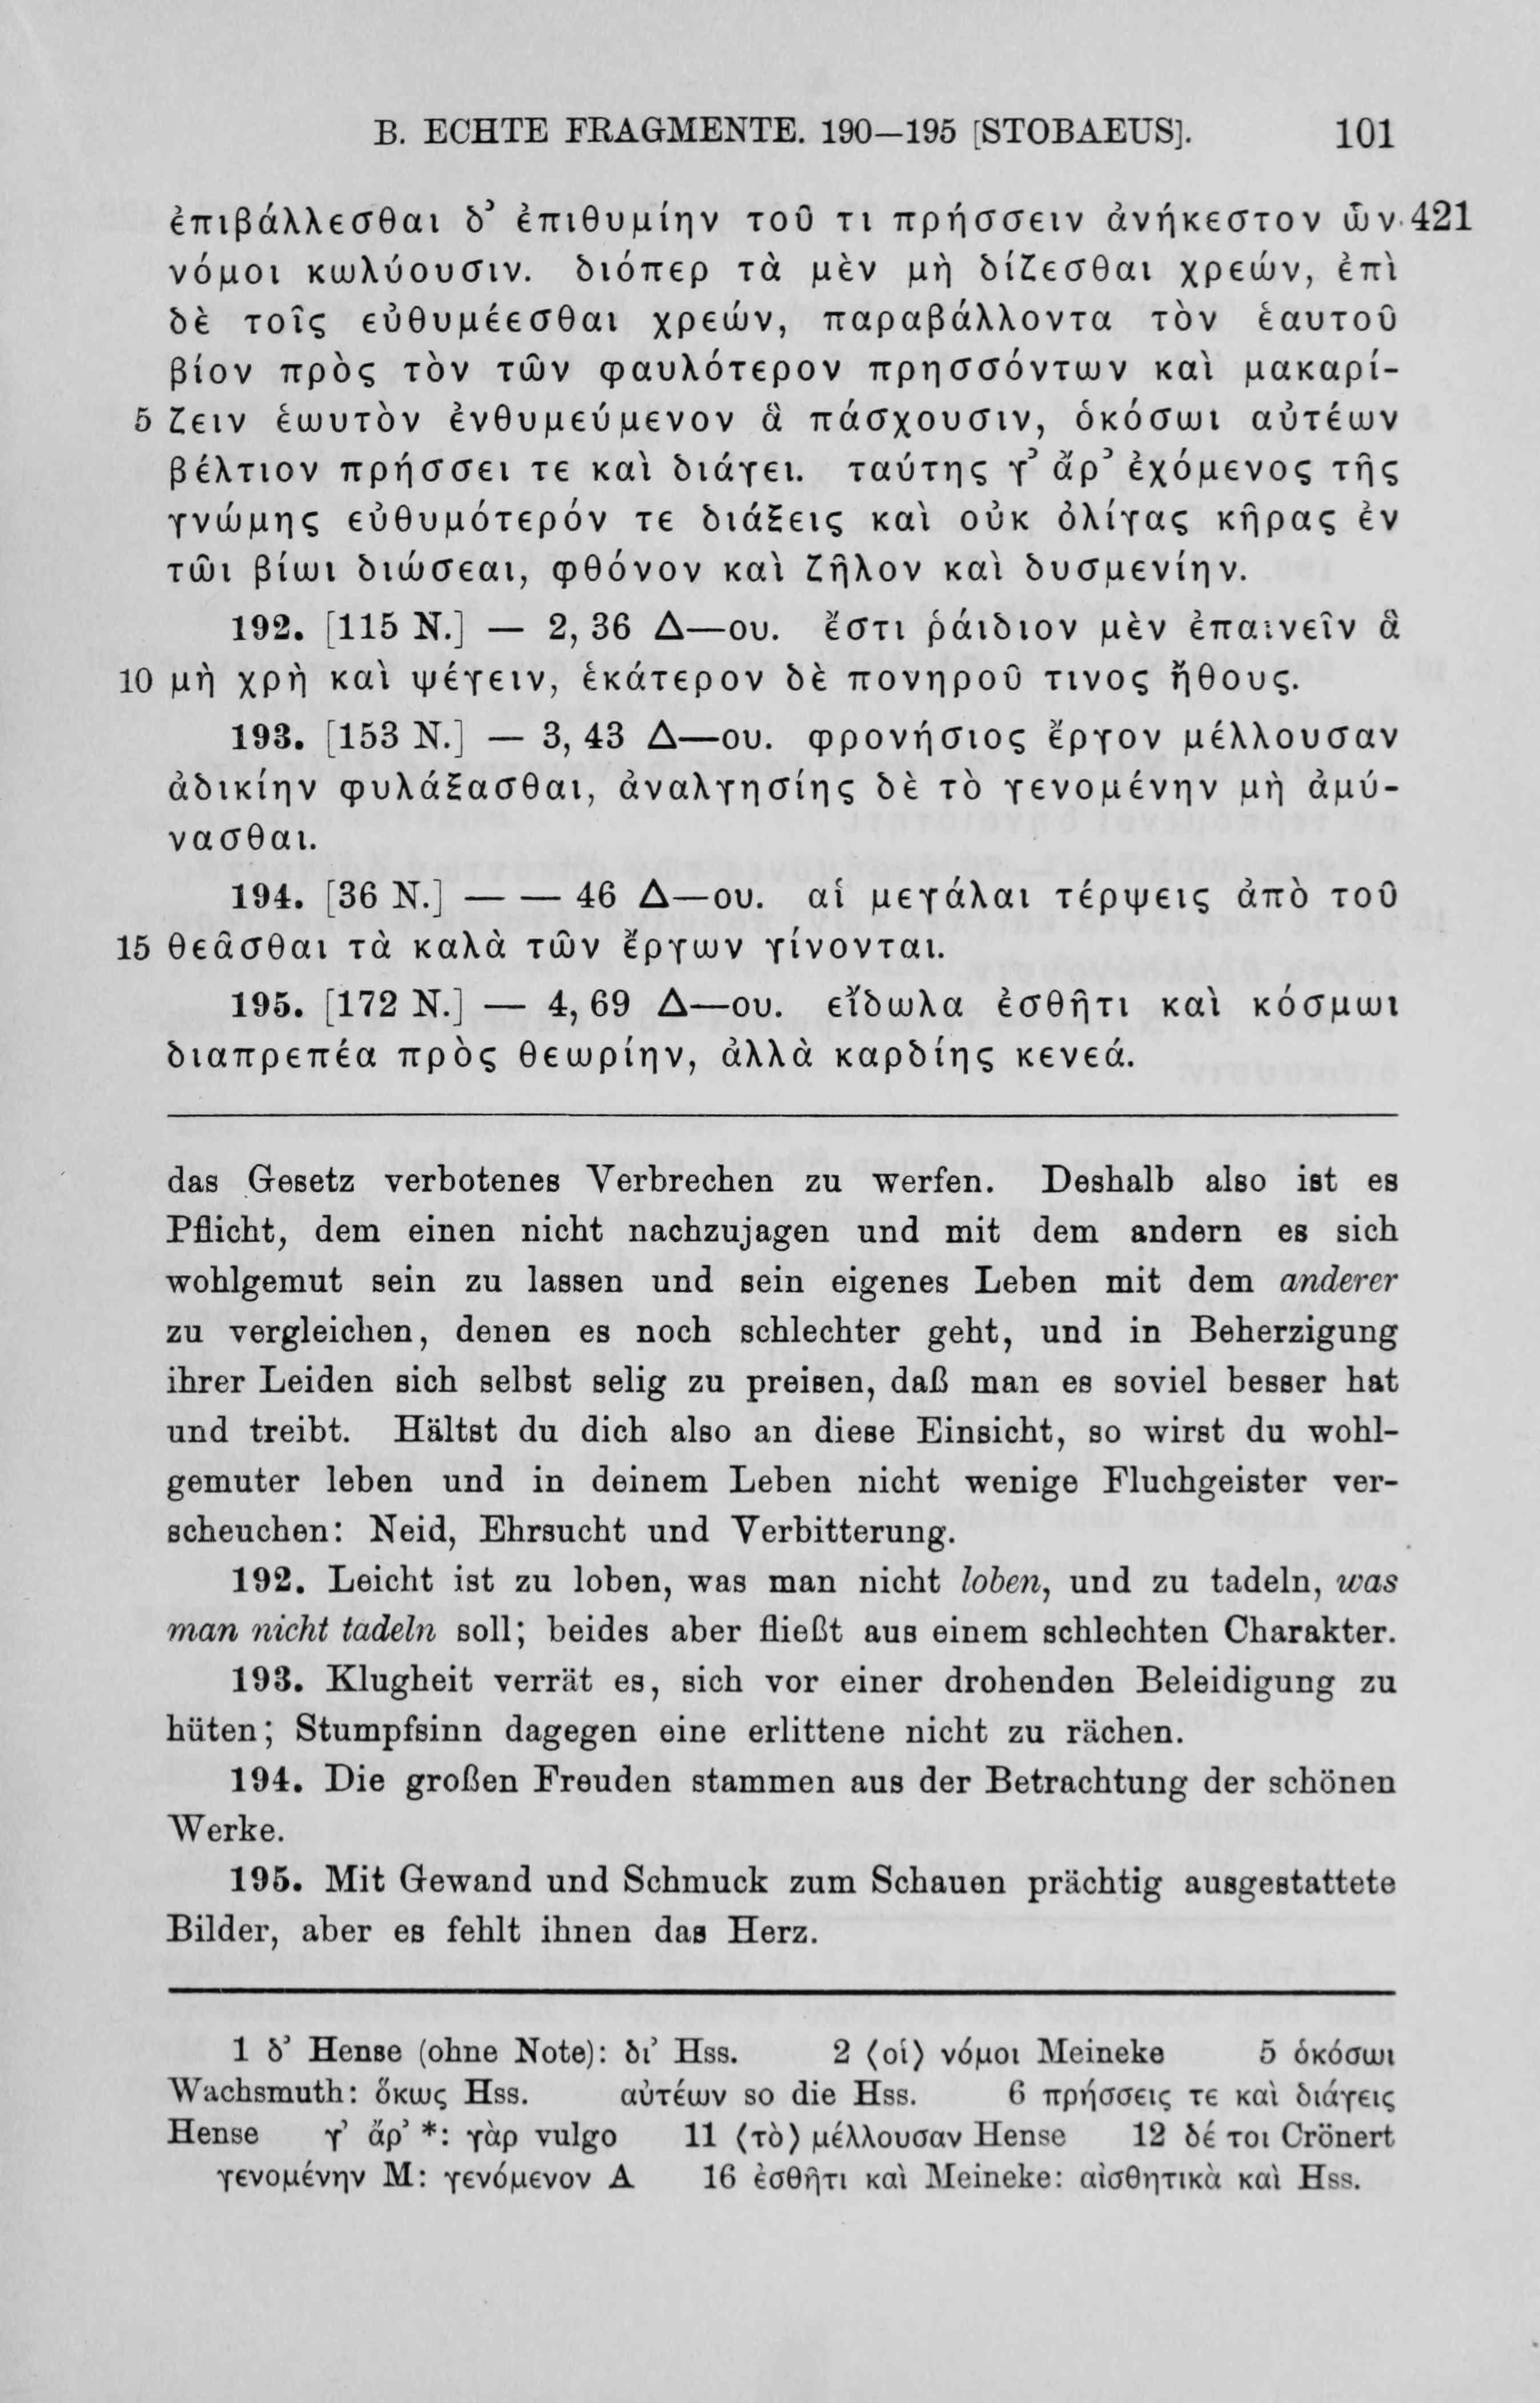 B. ECHTE FRAGMENTE. 190—195 [STOBAEUS]. 101
ἐπιβάλλεσθαι δ’ ἐπιθυμίην τοῦ τι πρήσσειν ἀνήκεστον ὧν 421
νόμοι κωλύουσιν. διόπερ τὰ μὲν μὴ δίζεσθαι χρεών, ἐπὶ
δὲ τοῖς εὐθυμέεσθαι χρεών, παραβάλλοντα τὸν ἑαυτοῦ
βίον πρὸς τὸν τῶν φαυλότερον πρησσόντων καὶ μακαρί-
5 ζειν ἑωυτὸν ἐνθυμεύμενον ἃ πάσχουσιν, ὁκόσωι αὐτέων
βέλτιον πρήσσει τε καὶ διάγει. ταύτης γ’ ἄρ’ ἐχόμενος τῆς
γνώμης εὐθυμότερόν τε διάξεις καὶ οὐκ ὀλίγας κῆρας ἐν
τῶι βίωι διώσεαι, φθόνον καὶ ζῆλον καὶ δυσμενίην.
192. [115 N.] — 2, 36 Δ—ου. ἔστι ῥάιδιον μὲν ἐπαινεῖν ἃ
10 μὴ χρὴ καὶ ψέγειν, ἑκάτερον δὲ πονηροῦ τινος ἤθους.
193. [153 N.] — 3, 43 Δ—ου. φρονήσιος ἔργον μέλλουσαν
ἀδικίην φυλάξασθαι, ἀναλγησίης δὲ τὸ γενομένην μὴ ἀμύ-
νασθαι.
194. [36 N.] — — 46 Δ—ου. αἱ μεγάλαι τέρψεις ἀπὸ τοῦ
15 θεᾶσθαι τὰ καλὰ τῶν ἔργων γίνονται.
195. [172 N.] — 4, 69 Δ—ου. εἴδωλα ἐσθῆτι καὶ κόσμωι
διαπρεπέα πρὸς θεωρίην, ἀλλὰ καρδίης κενεά.
das Gesetz verbotenes Verbrechen zu werfen. Deshalb also ist es
Pflicht, dem einen nicht nachzujagen und mit dem andern es sich
wohlgemut sein zu lassen und sein eigenes Leben mit dem anderer
zu vergleichen, denen es noch schlechter geht, und in Beherzigung
ihrer Leiden sich selbst selig zu preisen, daß man es soviel besser hat
und treibt. Hältst du dich also an diese Einsicht, so wirst du wohl-
gemuter leben und in deinem Leben nicht wenige Fluchgeister ver-
scheuchen: Neid, Ehrsucht und Verbitterung.
192. Leicht ist zu loben, was man nicht loben, und zu tadeln, was
man nicht tadeln soll; beides aber fließt aus einem schlechten Charakter.
193. Klugheit verrät es, sich vor einer drohenden Beleidigung zu
hüten; Stumpfsinn dagegen eine erlittene nicht zu rächen.
194. Die großen Freuden stammen aus der Betrachtung der schönen
Werke.
195. Mit Gewand und Schmuck zum Schauen prächtig ausgestattete
Bilder, aber es fehlt ihnen das Herz.
1 δ’ Hense (ohne Note): δι’ Hss. 2 ⟨οἱ⟩ νόμοι Meineke 5 ὁκόσωι
Wachsmuth: ὅκως Hss. αὐτέων so die Hss. 6 πρήσσεις τε καὶ διάγεις
Hense γ’ ἄρ’ *: γὰρ vulgo 11 ⟨τὸ⟩ μέλλουσαν Hense 12 δέ τοι Crönert
γενομένην M: γενόμενον A 16 ἐσθῆτι καὶ Meineke: αἰσθητικὰ καὶ Hss.